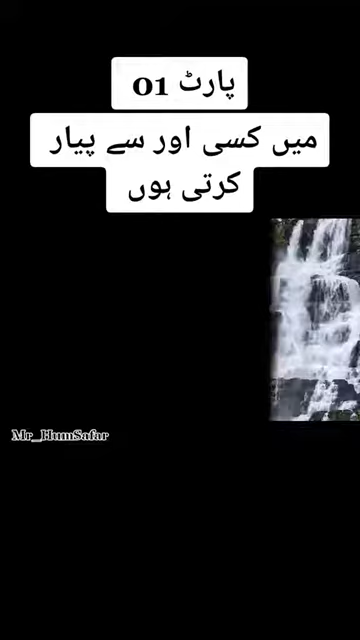 پارٹ 01
میں کسی اور سے پیار
کرتی ہوں
Mr_HumSafar